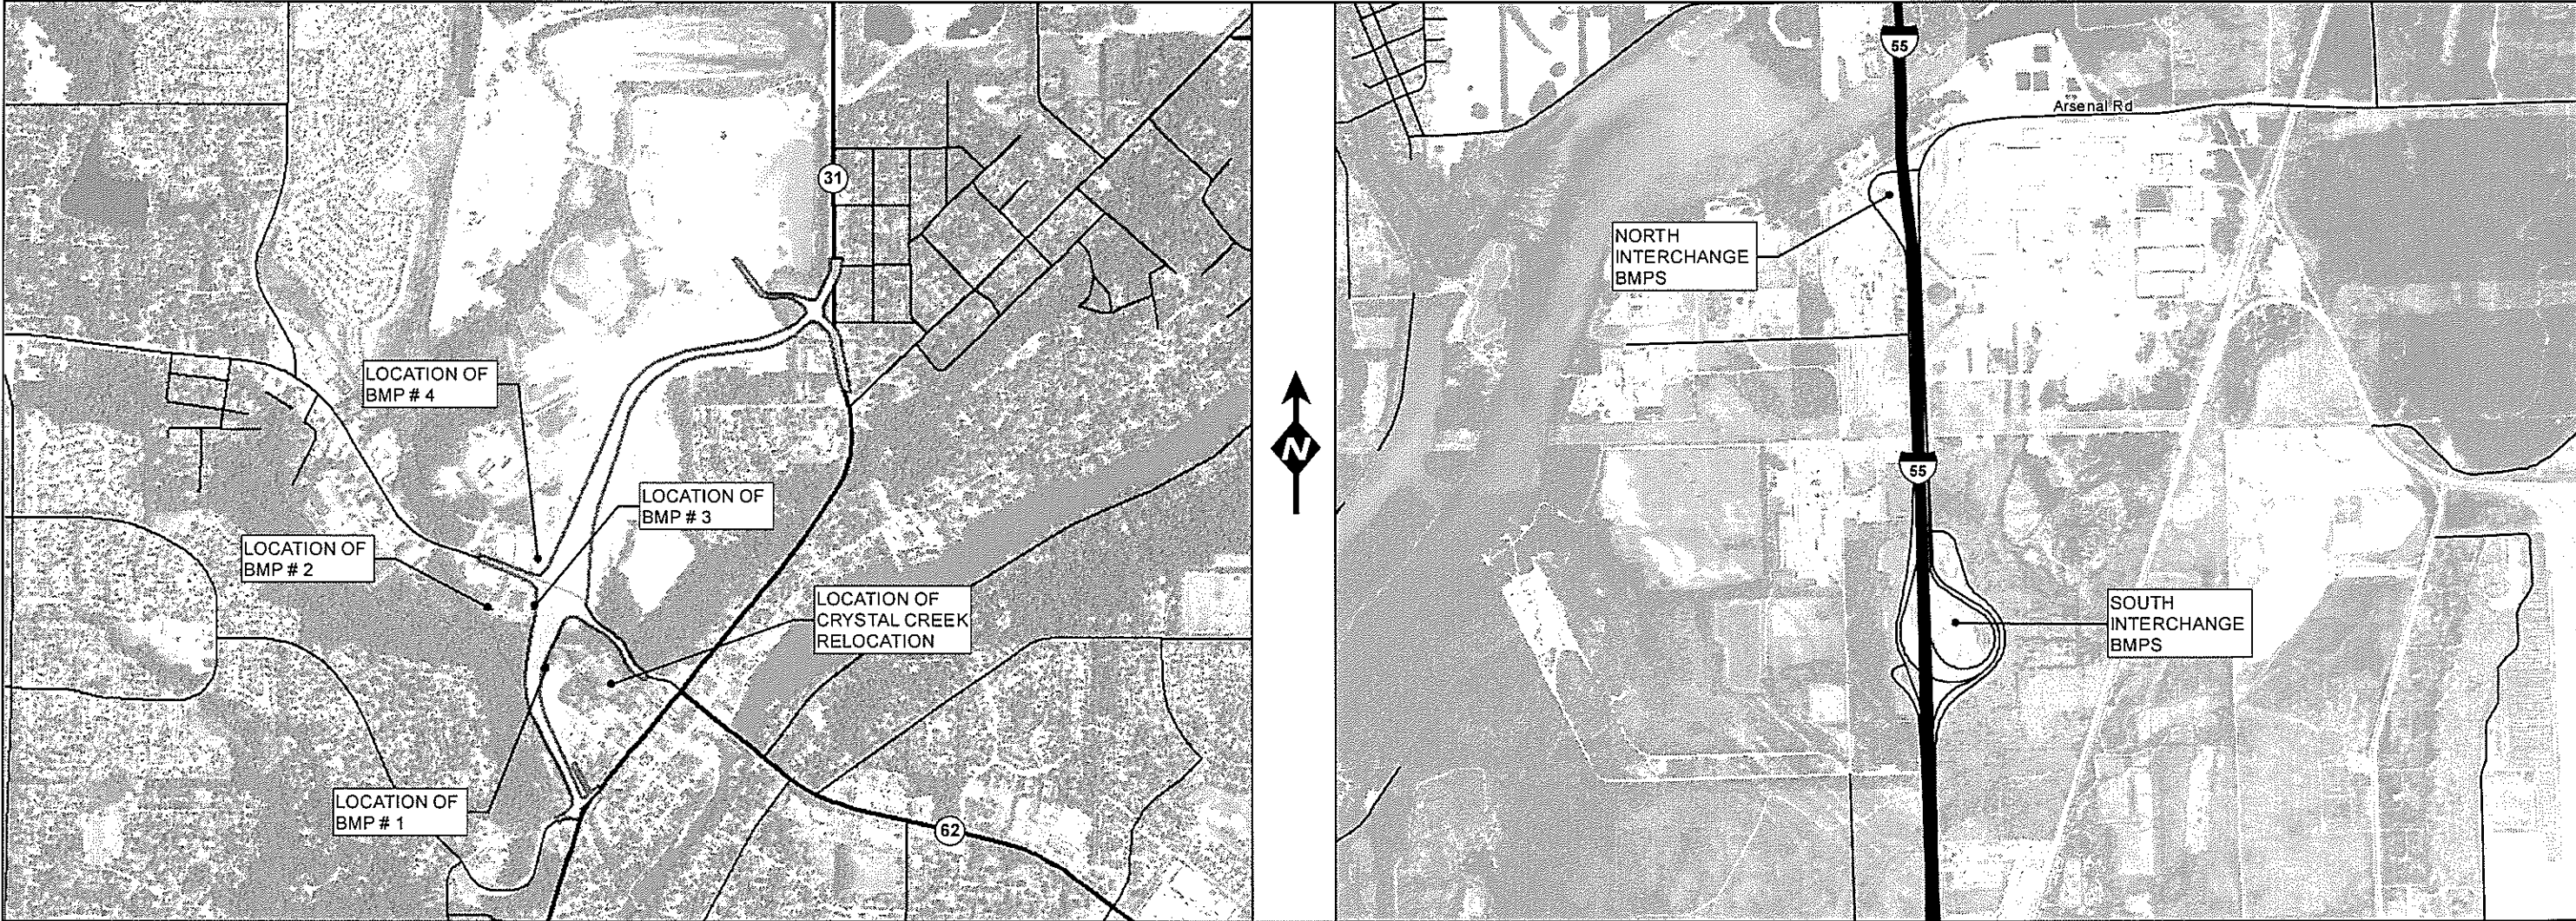 31
LOCATION OF
BMP # 4
LOCATION OF
BMP # 3
LOCATION OF
BMP # 2
LOCATION OF
CRYSTAL CREEK
RELOCATION
LOCATION OF
BMP # 1
62
N
55
Arsenal Rd
NORTH
INTERCHANGE
BMPS
55
SOUTH
INTERCHANGE
BMPS